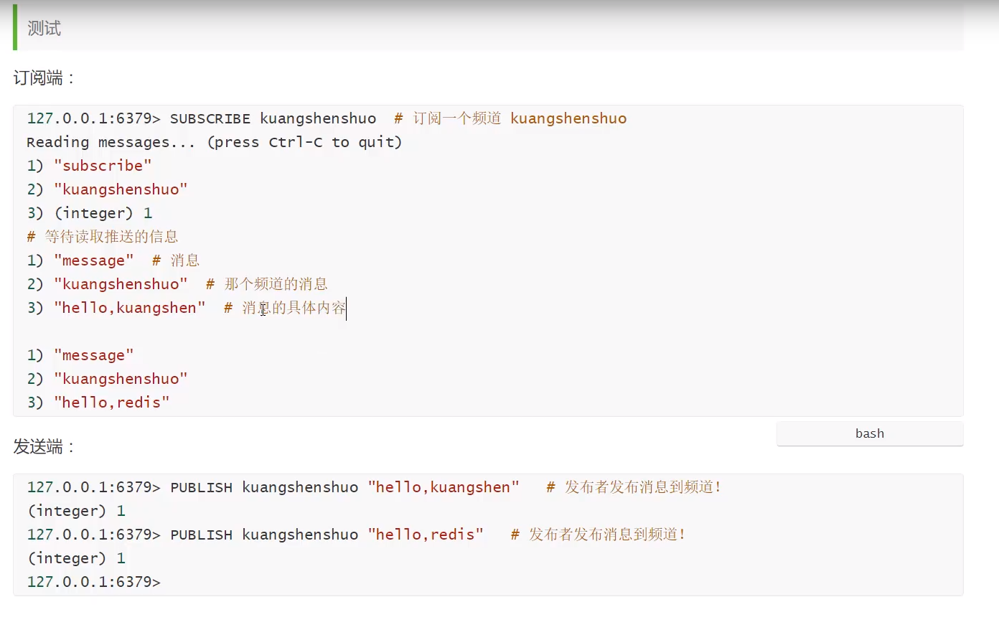 测试
订阅端：
127.0.0.1:6379> SUBSCRIBE kuangshenshuo  # 订阅一个频道 kuangshenshuo
Reading messages... (press Ctrl-C to quit)
1) "subscribe"
2) "kuangshenshuo"
3) (integer) 1
# 等待读取推送的信息
1) "message"  # 消息
2) "kuangshenshuo"  # 那个频道的消息
3) "hello,kuangshen"  # 消息的具体内容
1) "message"
2) "kuangshenshuo"
3) "hello,redis"
bash
发送端：
127.0.0.1:6379> PUBLISH kuangshenshuo "hello,kuangshen"   # 发布者发布消息到频道！
(integer) 1
127.0.0.1:6379> PUBLISH kuangshenshuo "hello,redis"   # 发布者发布消息到频道！
(integer) 1
127.0.0.1:6379>